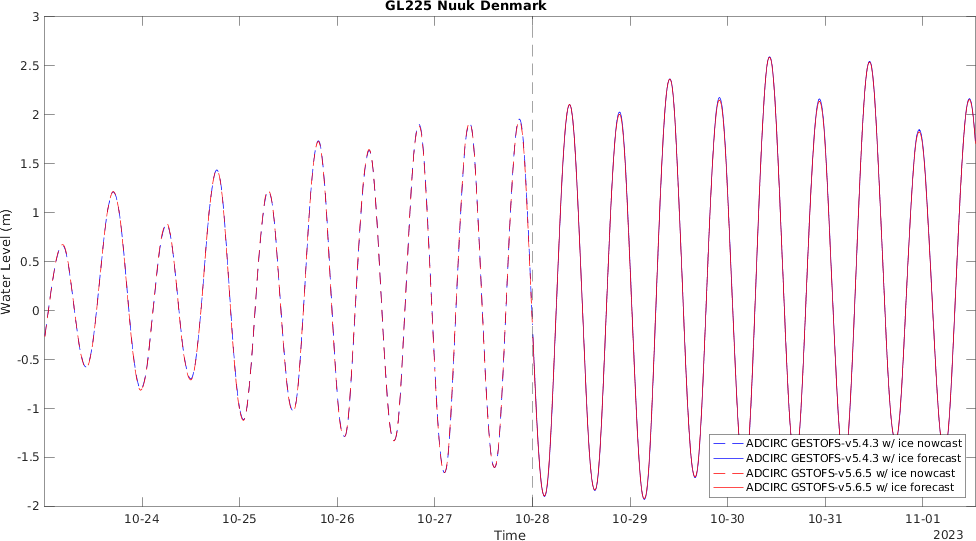 GL225 Nuuk Denmark
3
2.5
2
1.5
1
0.5
0
-0.5
-1
-1.5
-2
Water Level (m)
ADCIRC GESTOFS-v5.4.3 w/ ice nowcast
ADCIRC GESTOFS-v5.4.3 w/ ice forecast
ADCIRC GSTOFS-v5.6.5 w/ ice nowcast
ADCIRC GSTOFS-v5.6.5 w/ ice forecast
10-24 10-25 10-26 10-27 10-28 10-29 10-30 10-31 11-01
Time
2023